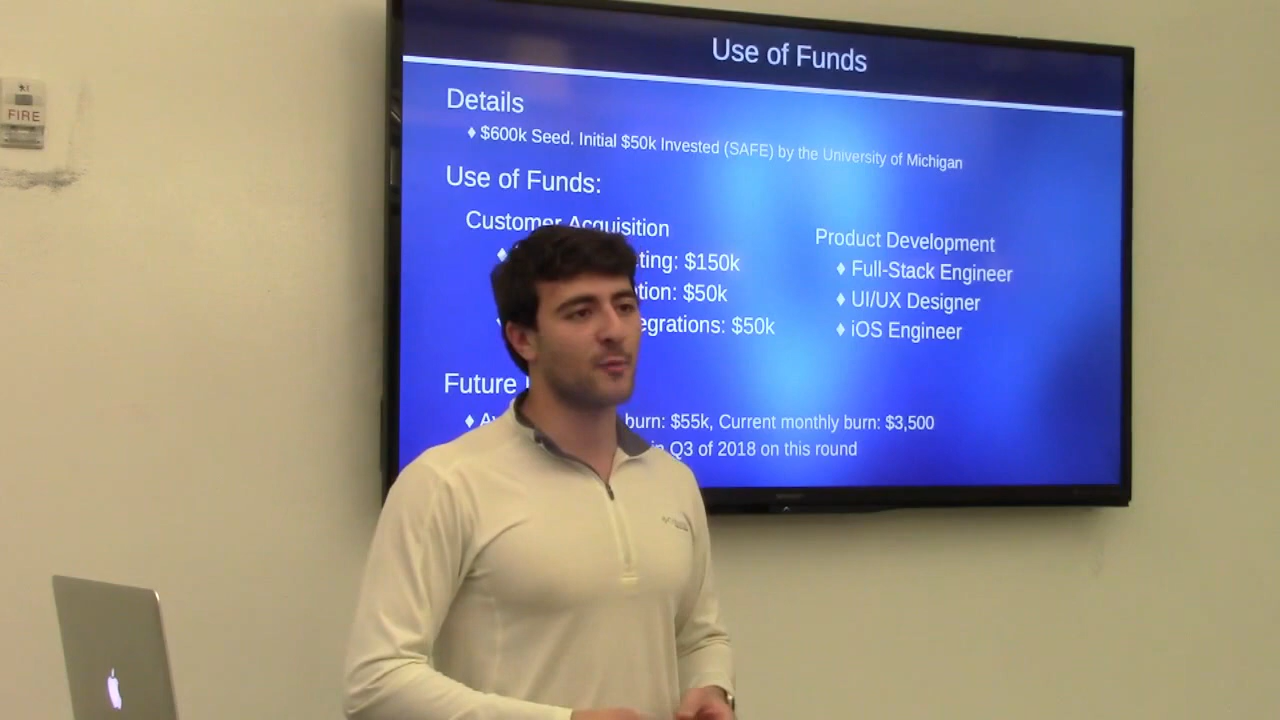 FIRE
Use of Funds
Details
♦ $600k Seed. Initial $50k Invested (SAFE) by the University of Michigan
Use of Funds:
Customer Acquisition
ting: $150k
tion: $50k
egrations: $50k
Product Development
♦ Full-Stack Engineer
♦ UI/UX Designer
♦ iOS Engineer
Future
♦ burn: $55k, Current monthly burn: $3,500
in Q3 of 2018 on this round